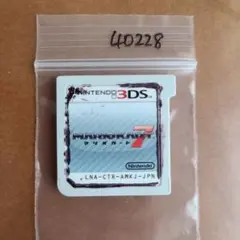 40228
NINTENDO 3DS
MARIOKART 7
マリオカート
Nintendo
LNA-CTR-AMKJ-JPN